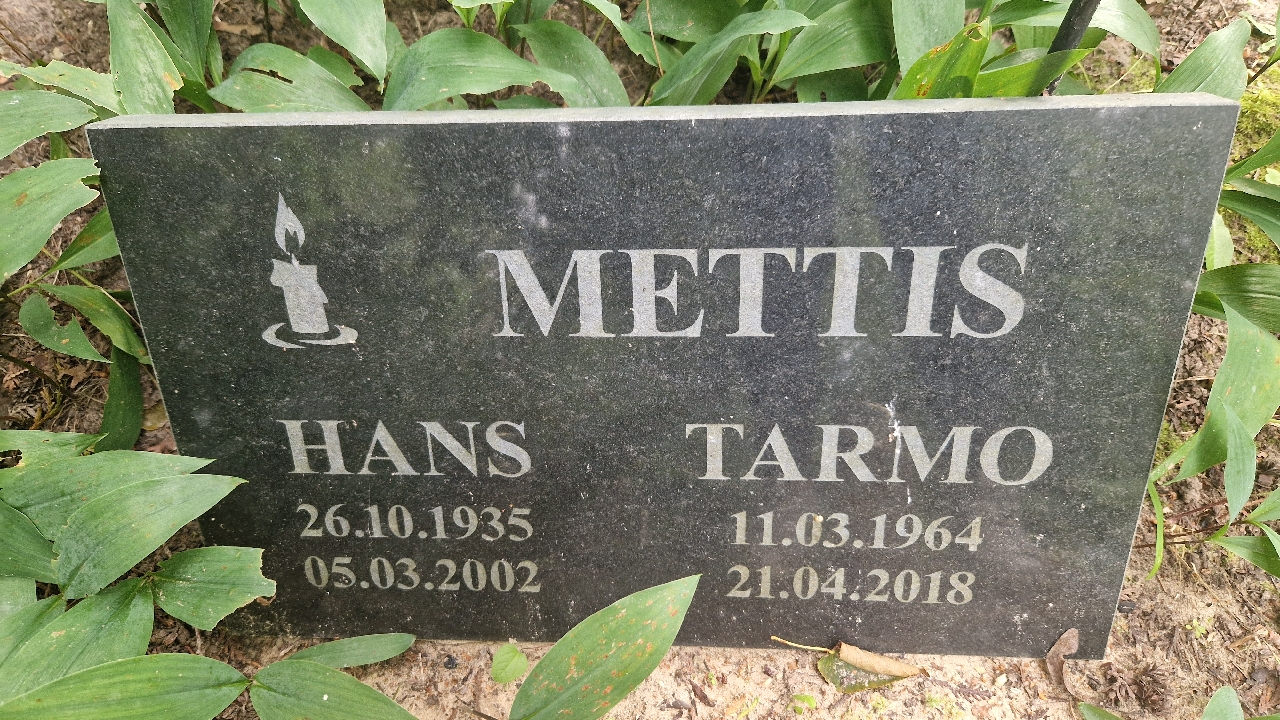 METTIS
HANS
26.10.1935
05.03.2002
TARMO
11.03.1964
21.04.2018